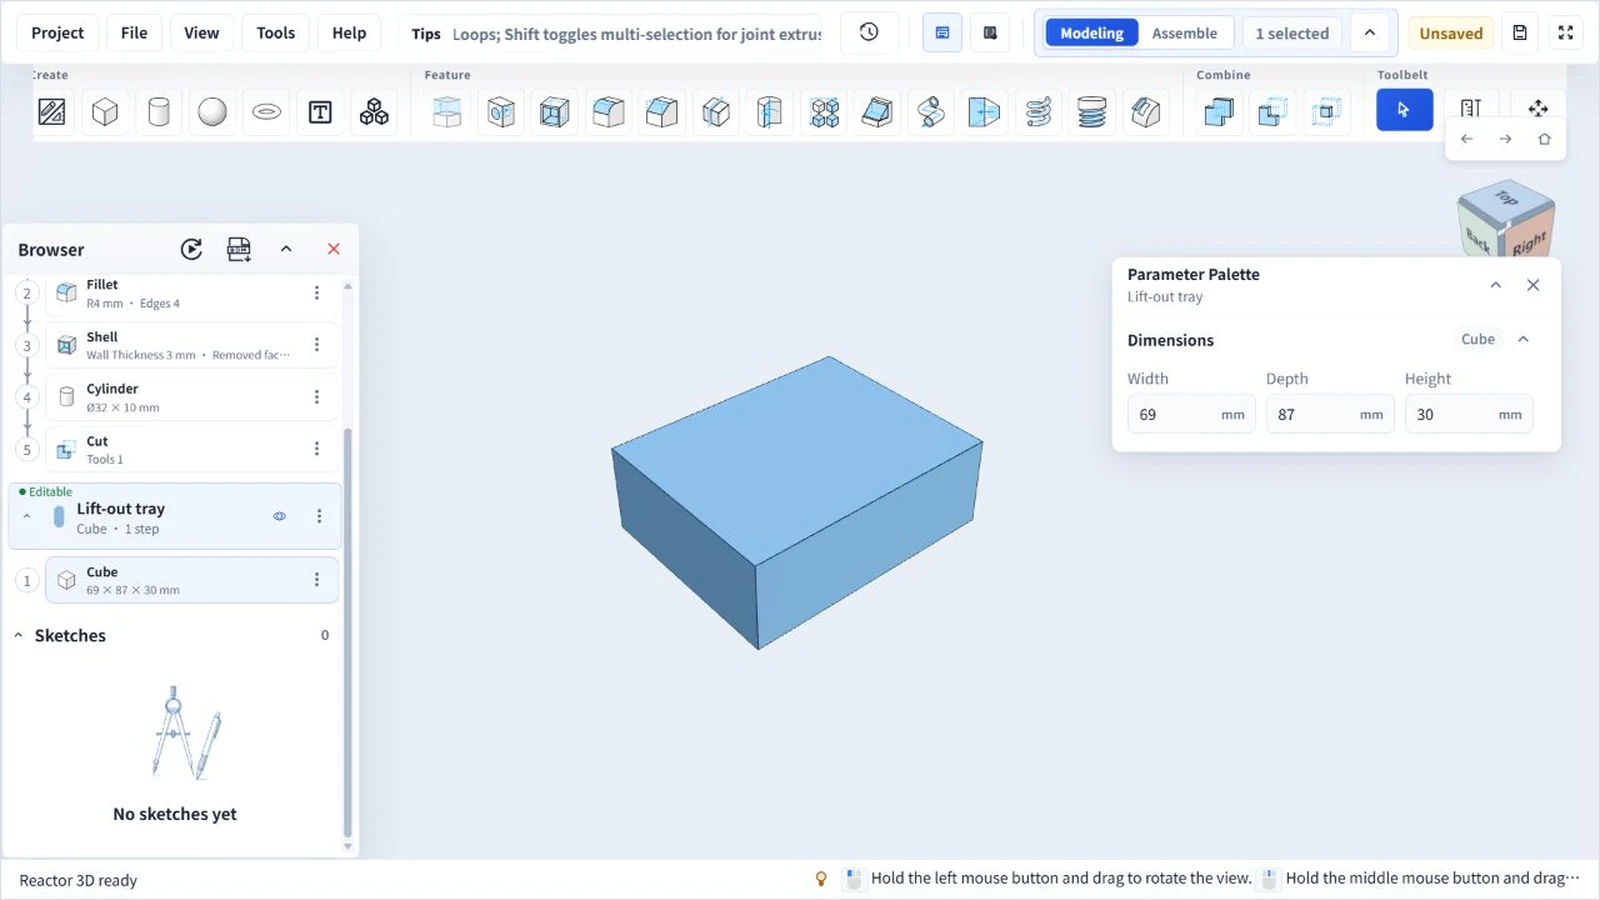 Project File View Tools Help Tips Loops; Shift toggles multi-selection for joint extrus Modeling Assemble 1 selected Unsaved
Create Feature Combine Toolbelt
Top
Back Right
Browser
2 Fillet
R4 mm • Edges 4
3 Shell
Wall Thickness 3 mm • Removed fac···
4 Cylinder
Ø32 × 10 mm
5 Cut
Tools 1
Editable
Lift-out tray
Cube • 1 step
1 Cube
69 × 87 × 30 mm
Sketches 0
No sketches yet
Parameter Palette
Lift-out tray
Dimensions Cube
Width Depth Height
69 mm 87 mm 30 mm
Reactor 3D ready Hold the left mouse button and drag to rotate the view. Hold the middle mouse button and drag···